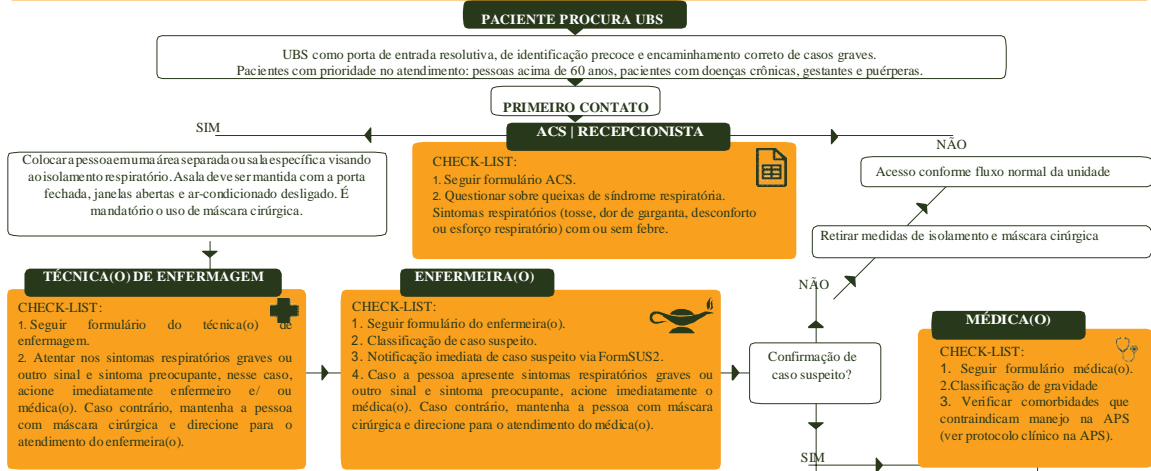 PACIENTE PROCURA UBS
UBS como porta de entrada resolutiva, de identificação precoce e encaminhamento correto de casos graves.
Pacientes com prioridade no atendimento: pessoas acima de 60 anos, pacientes com doenças crônicas, gestantes e puérperas.
PRIMEIRO CONTATO
SIM
ACS | RECEPCIONISTA
NÃO
Colocar a pessoa em uma área separada ou sala específica visando
ao isolamento respiratório. A sala deve ser mantida com a porta
fechada, janelas abertas e ar-condicionado desligado. É
mandatório o uso de máscara cirúrgica.
CHECK-LIST:
1. Seguir formulário ACS.
2. Questionar sobre queixas de síndrome respiratória.
Sintomas respiratórios (tosse, dor de garganta, desconforto
ou esforço respiratório) com ou sem febre.
Acesso conforme fluxo normal da unidade
Retirar medidas de isolamento e máscara cirúrgica
TÉCNICA(O) DE ENFERMAGEM
CHECK-LIST:
1. Seguir formulário do técnica(o) de
enfermagem.
2. Atentar nos sintomas respiratórios graves ou
outro sinal e sintoma preocupante, nesse caso,
acione imediatamente enfermeiro e/ ou
médica(o). Caso contrário, mantenha a pessoa
com máscara cirúrgica e direcione para o
atendimento do enfermeira(o).
ENFERMEIRA(O)
CHECK-LIST:
1. Seguir formulário do enfermeira(o).
2. Classificação de caso suspeito.
3. Notificação imediata de caso suspeito via FormSUS2.
4. Caso a pessoa apresente sintomas respiratórios graves ou
outro sinal e sintoma preocupante, acione imediatamente o
médica(o). Caso contrário, mantenha a pessoa com máscara
cirúrgica e direcione para o atendimento do médica(o).
NÃO
Confirmação de
caso suspeito?
SIM
MÉDICA(O)
CHECK-LIST:
1. Seguir formulário médica(o).
2.Classificação de gravidade
3. Verificar comorbidades que
contraindicam manejo na APS
(ver protocolo clínico na APS).